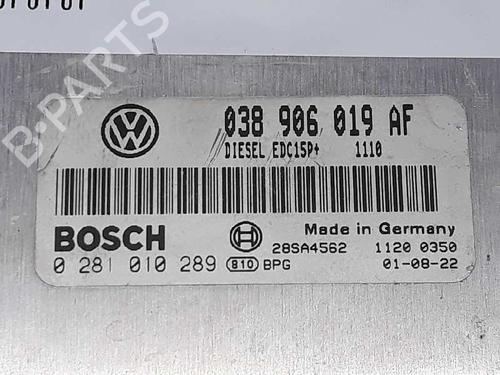 038 906 019 AF
DIESEL EDC15P+ 1110
BOSCH
Made in Germany
28SA4562 1120 0350
0 281 010 289 810 BPG 01-08-22
B-PARTS